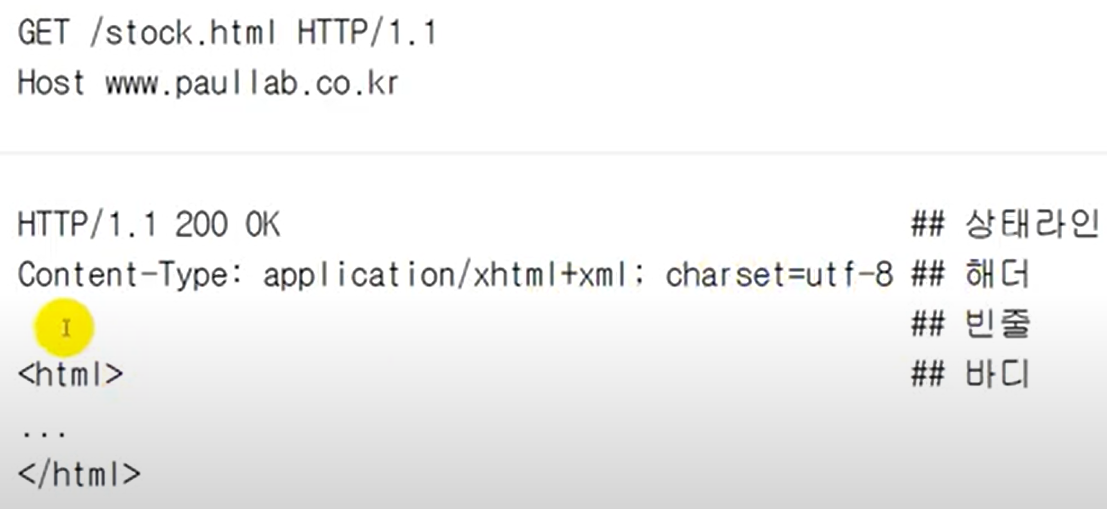 GET /stock.html HTTP/1.1
Host www.paullab.co.kr
HTTP/1.1 200 OK ## 상태라인
Content-Type: application/xhtml+xml; charset=utf-8 ## 해더
## 빈줄
<html> ## 바디
...
</html>